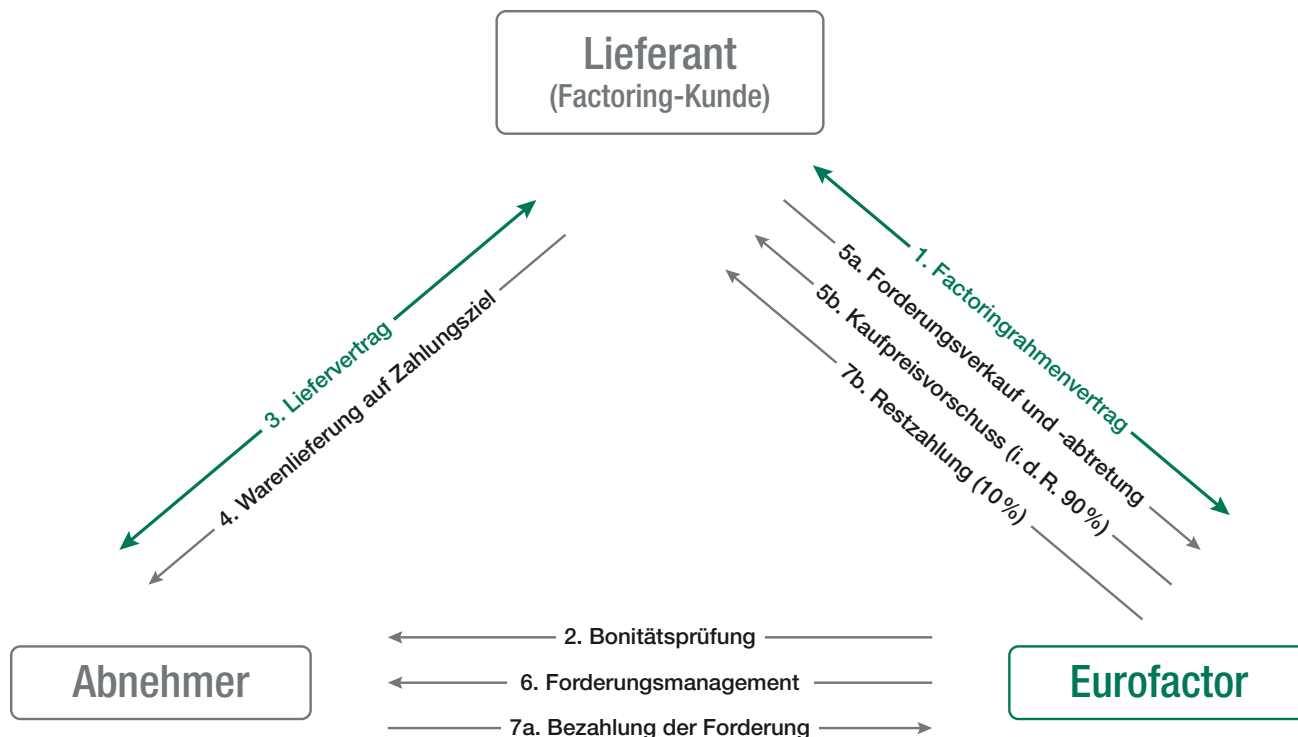 Lieferant
(Factoring-Kunde)
1. Factoringrahmenvertrag
5a. Forderungsverkauf und -abtretung
5b. Kaufpreisvorschuss (i. d. R. 90 %)
7b. Restzahlung (10 %)
3. Liefervertrag
4. Warenlieferung auf Zahlungsziel
Abnehmer
2. Bonitätsprüfung
6. Forderungsmanagement
7a. Bezahlung der Forderung
Eurofactor